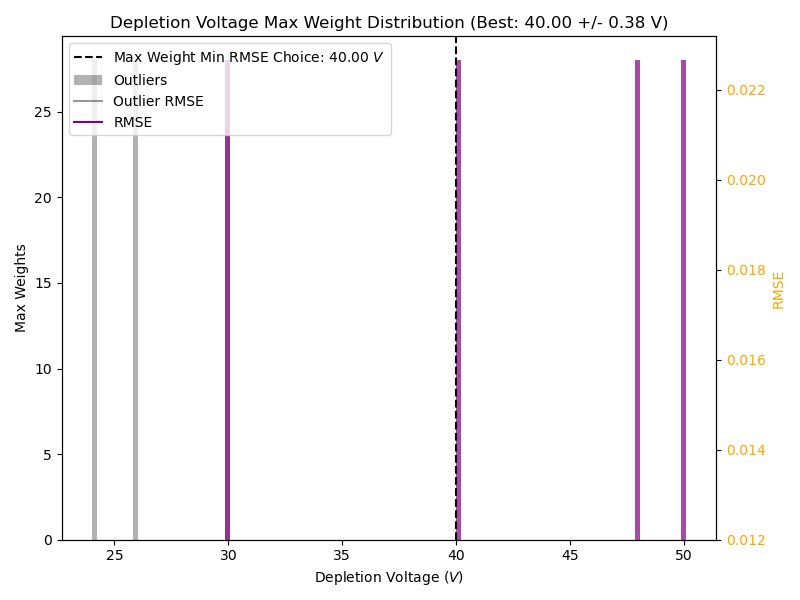 Depletion Voltage Max Weight Distribution (Best: 40.00 +/- 0.38 V)
Max Weight Min RMSE Choice: 40.00 V
Outliers
Outlier RMSE
RMSE
Max Weights
25
20
15
10
5
0
0.022
0.020
0.018
0.016
0.014
0.012
RMSE
25 30 35 40 45 50
Depletion Voltage (V)